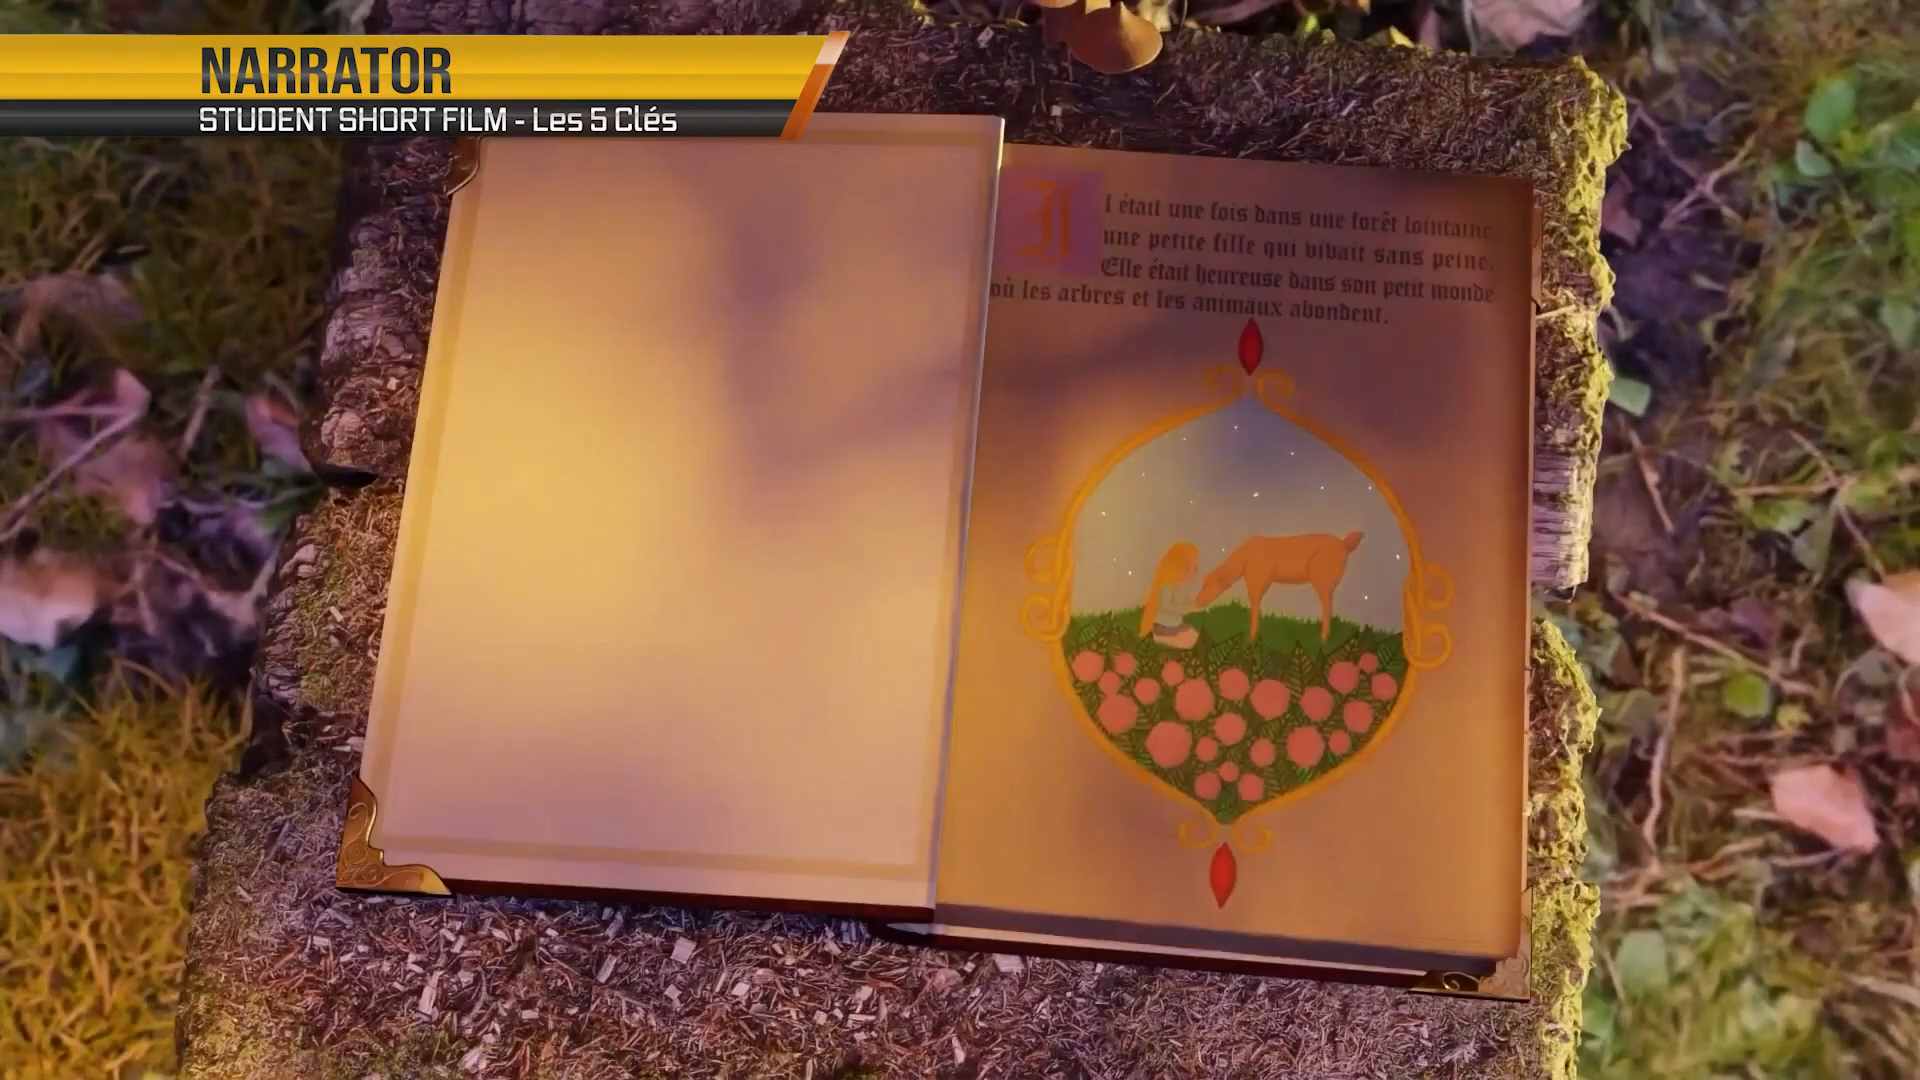 NARRATOR
STUDENT SHORT FILM - Les 5 Clés
Il était une fois dans une forêt lointaine
une petite fille qui vivait sans peine.
Elle était heureuse dans son petit monde
où les arbres et les animaux abondent.